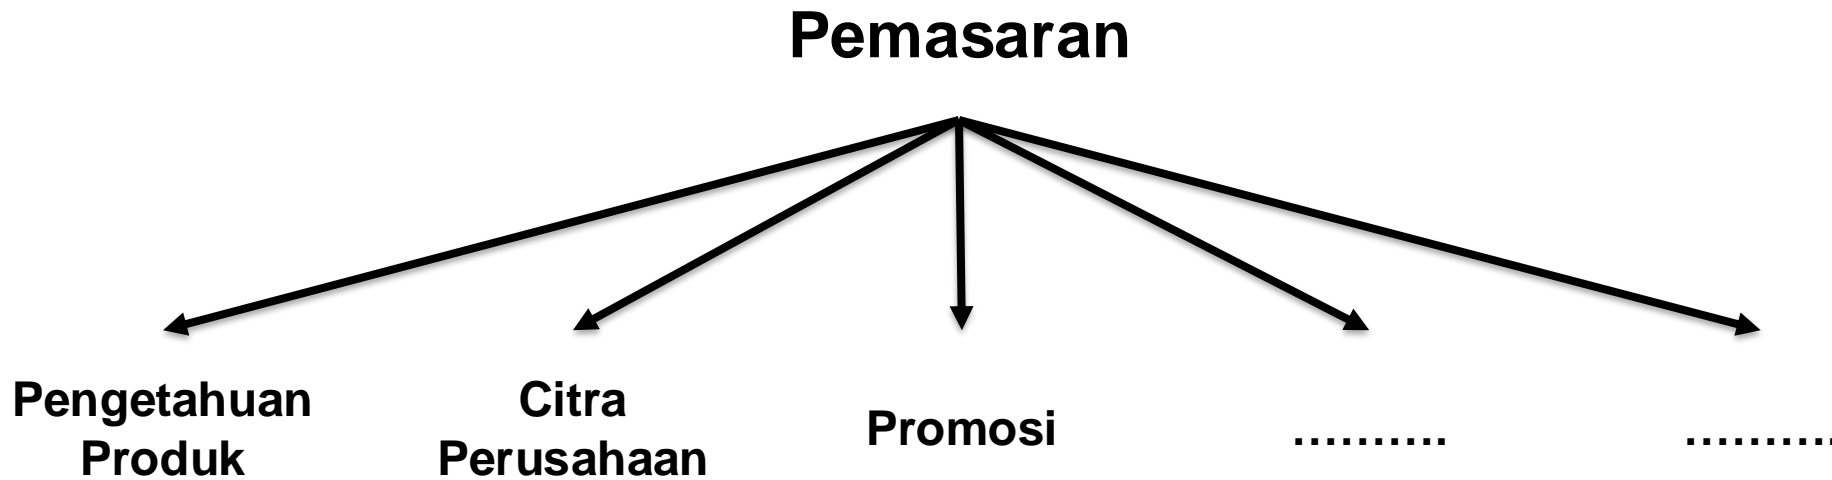 Pemasaran
Pengetahuan
Produk
Citra
Perusahaan
Promosi
……….
……….